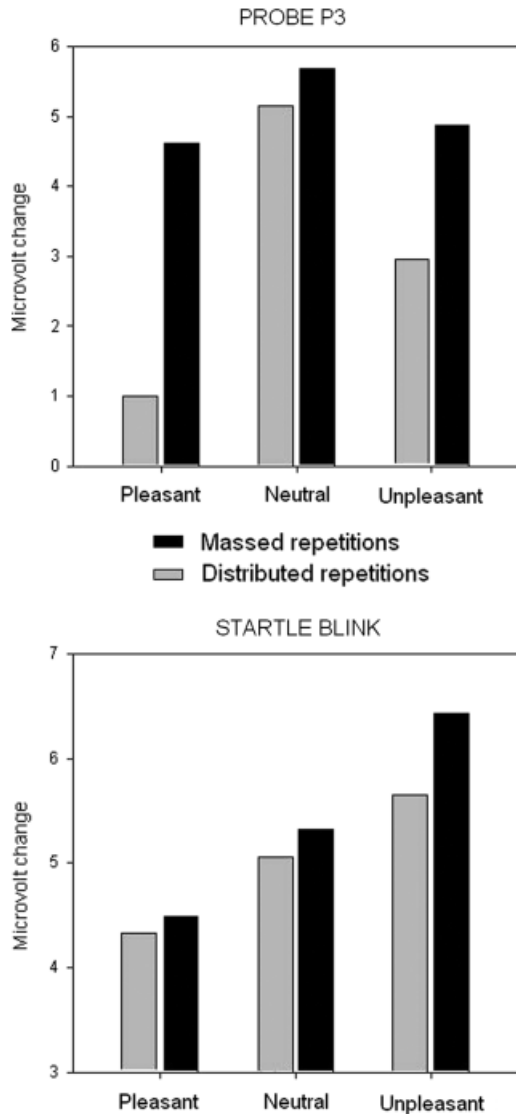 PROBE P3
6
5
4
3
2
1
0
Microvolt change
Pleasant Neutral Unpleasant
Massed repetitions
Distributed repetitions
STARTLE BLINK
7
6
5
4
3
Microvolt change
Pleasant Neutral Unpleasant